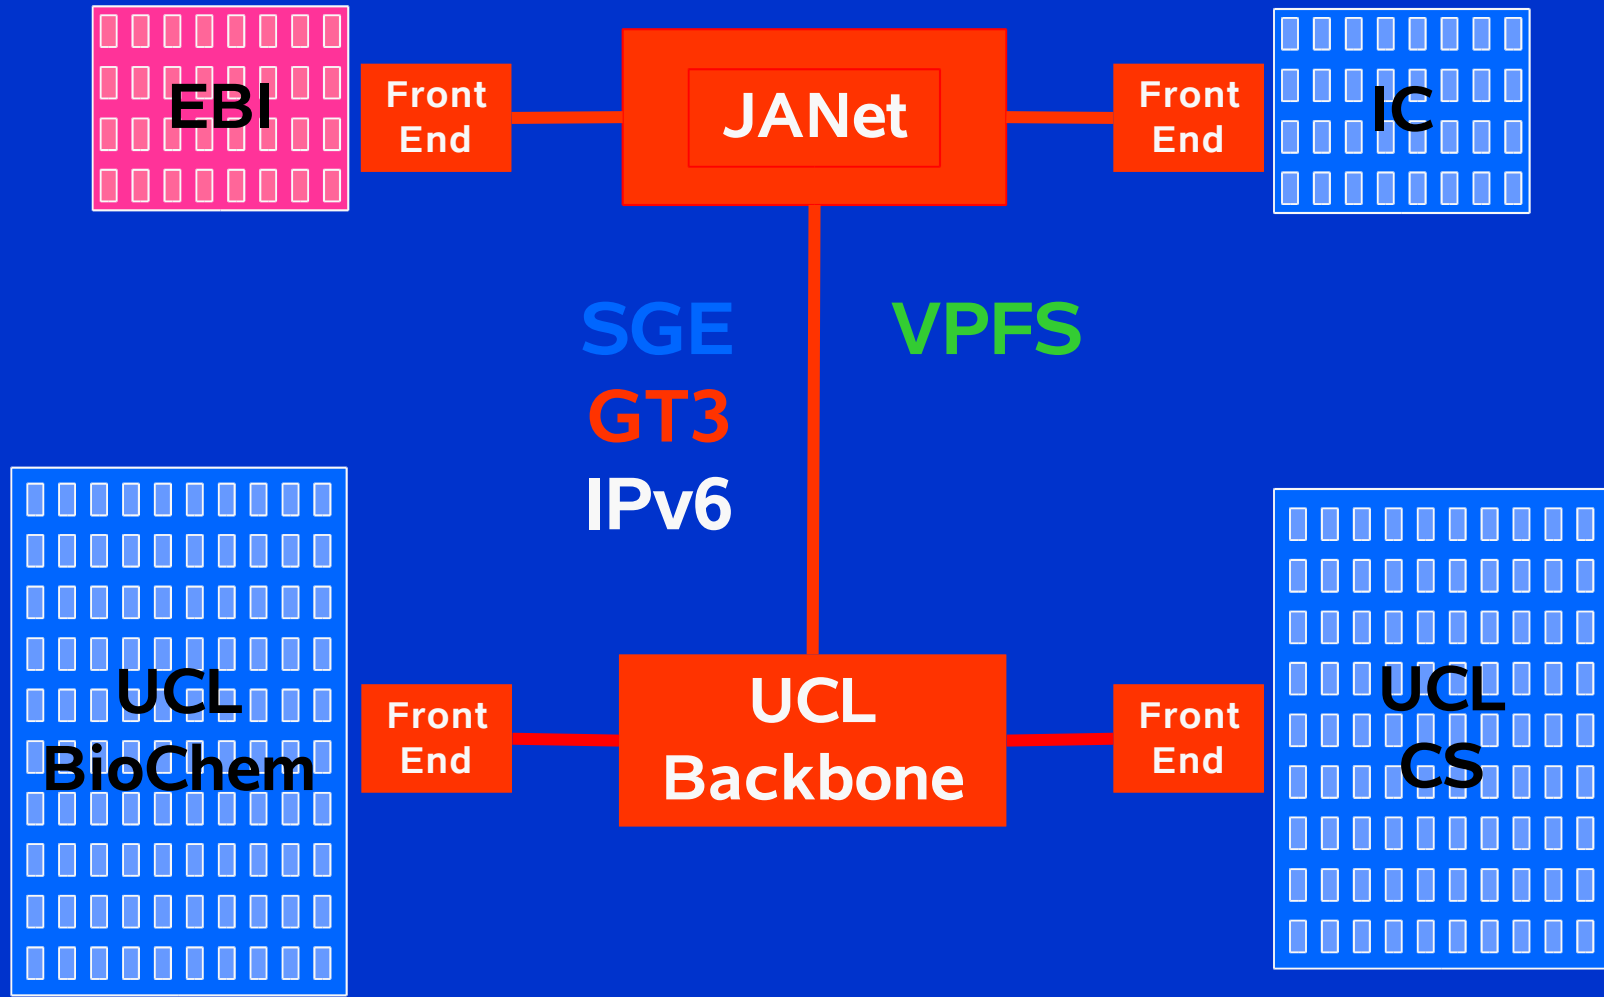 EBI
Front
End
JANet
Front
End
IC
SGE
VPFS
GT3
IPv6
UCL
BioChem
Front
End
UCL
Backbone
Front
End
UCL
CS